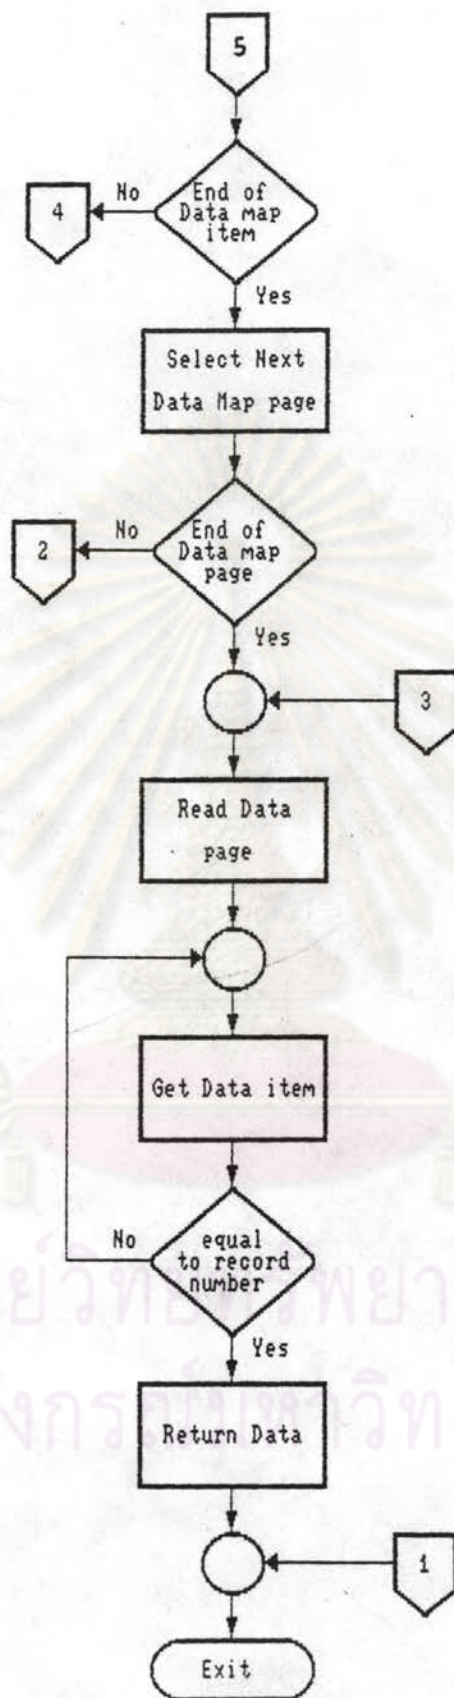 5
No
4
End of
Data map
item
Yes
Select Next
Data Map page
No
2
End of
Data map
page
Yes
3
Read Data
page
Get Data item
No
equal
to record
number
Yes
Return Data
1
Exit